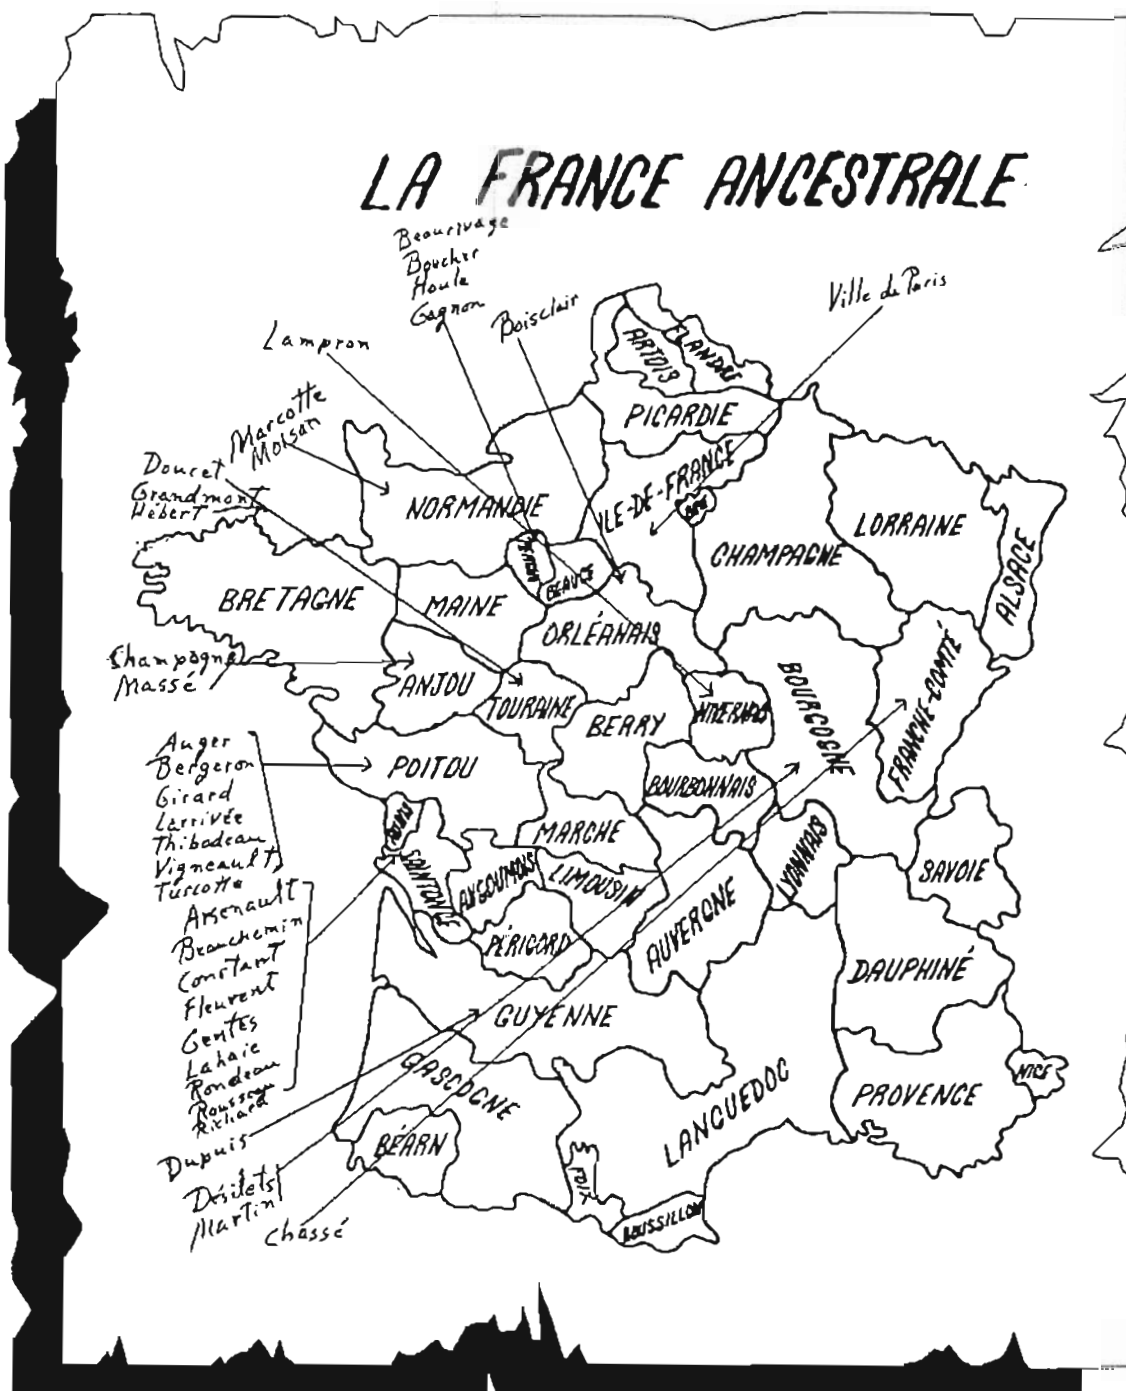 LA FRANCE ANCESTRALE
Beaurivage
Boucher
Houle
Gagnon
Boisclair
Ville de Paris
Lampron
Marcotte
Moisan
Doucet
Grandmont
Hébert
Champagne
Massé
Auger
Bergeron
Girard
Larrivée
Thibadeau
Vigneault
Turcotte
Arsenault
Beauchemin
Constant
Fleurent
Gentes
Lahaie
Rondeau
Rousseau
Richard
Dupuis
Désilets
Martin
Chassé
ARTOIS
FLANDRE
PICARDIE
NORMANDIE
ILE-DE-FRANCE
LORRAINE
CHAMPAGNE
ALSACE
BEAUCE
BRETAGNE
MAINE
ORLÉANAIS
FRANCHE-COMTÉ
BOURGOGNE
ANJOU
TOURAINE
BERRY
NIVERNAIS
POITOU
BOURBONNAIS
AUNIS
MARCHE
LYONNAIS
SAVOIE
SAINTONGE
ANGOUMOIS
LIMOUSIN
AUVERGNE
PÉRIGORD
DAUPHINÉ
GUYENNE
GASCOGNE
LANGUEDOC
PROVENCE
NICE
BÉARN
FOIX
ROUSSILLON